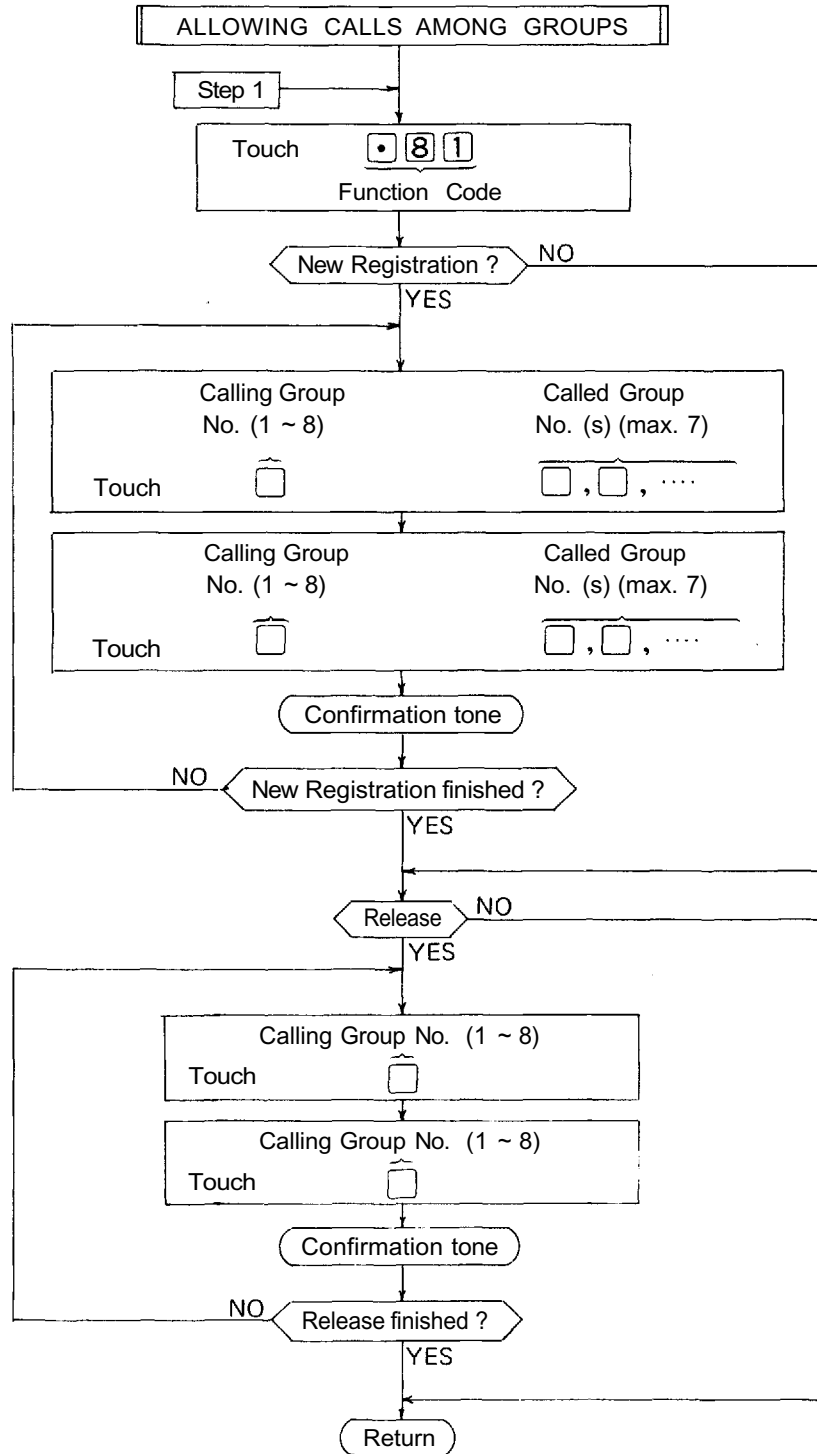 ALLOWING CALLS AMONG GROUPS
Step 1
Touch • 8 1
Function Code
New Registration ? NO
YES
Calling Group Called Group
No. (1 ~ 8) No. (s) (max. 7)
Touch , , ····
Calling Group Called Group
No. (1 ~ 8) No. (s) (max. 7)
Touch , , ····
Confirmation tone
NO New Registration finished ?
YES
Release NO
YES
Calling Group No. (1 ~ 8)
Touch
Calling Group No. (1 ~ 8)
Touch
Confirmation tone
NO Release finished ?
YES
Return